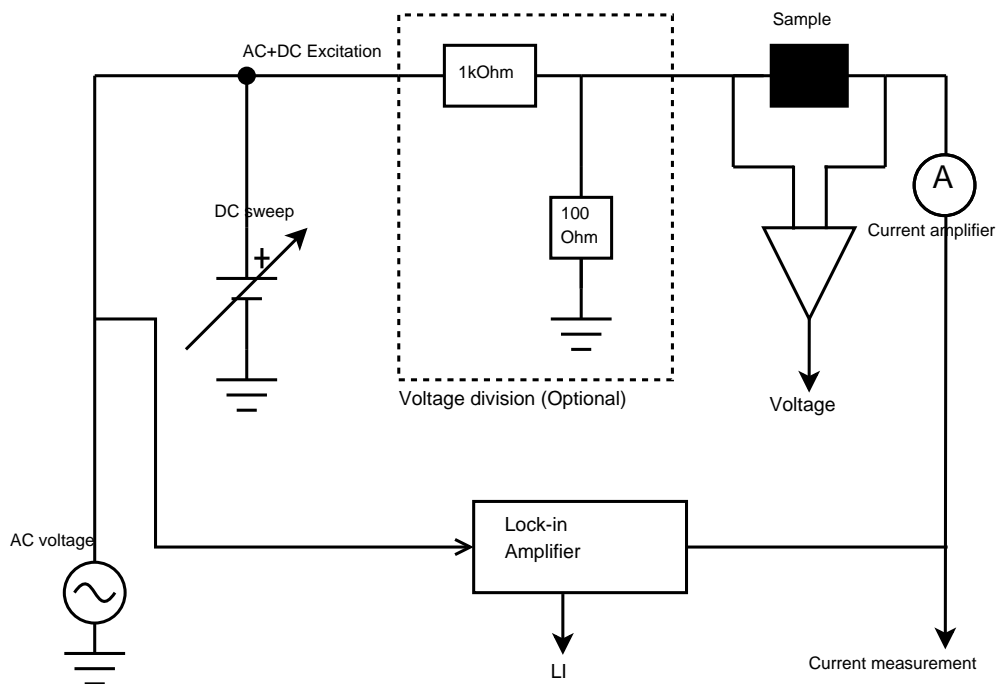 Sample
AC+DC Excitation
1kOhm
100
Ohm
DC sweep
+
A
Current amplifier
Voltage division (Optional)
Voltage
Lock-in
Amplifier
AC voltage
LI
Current measurement